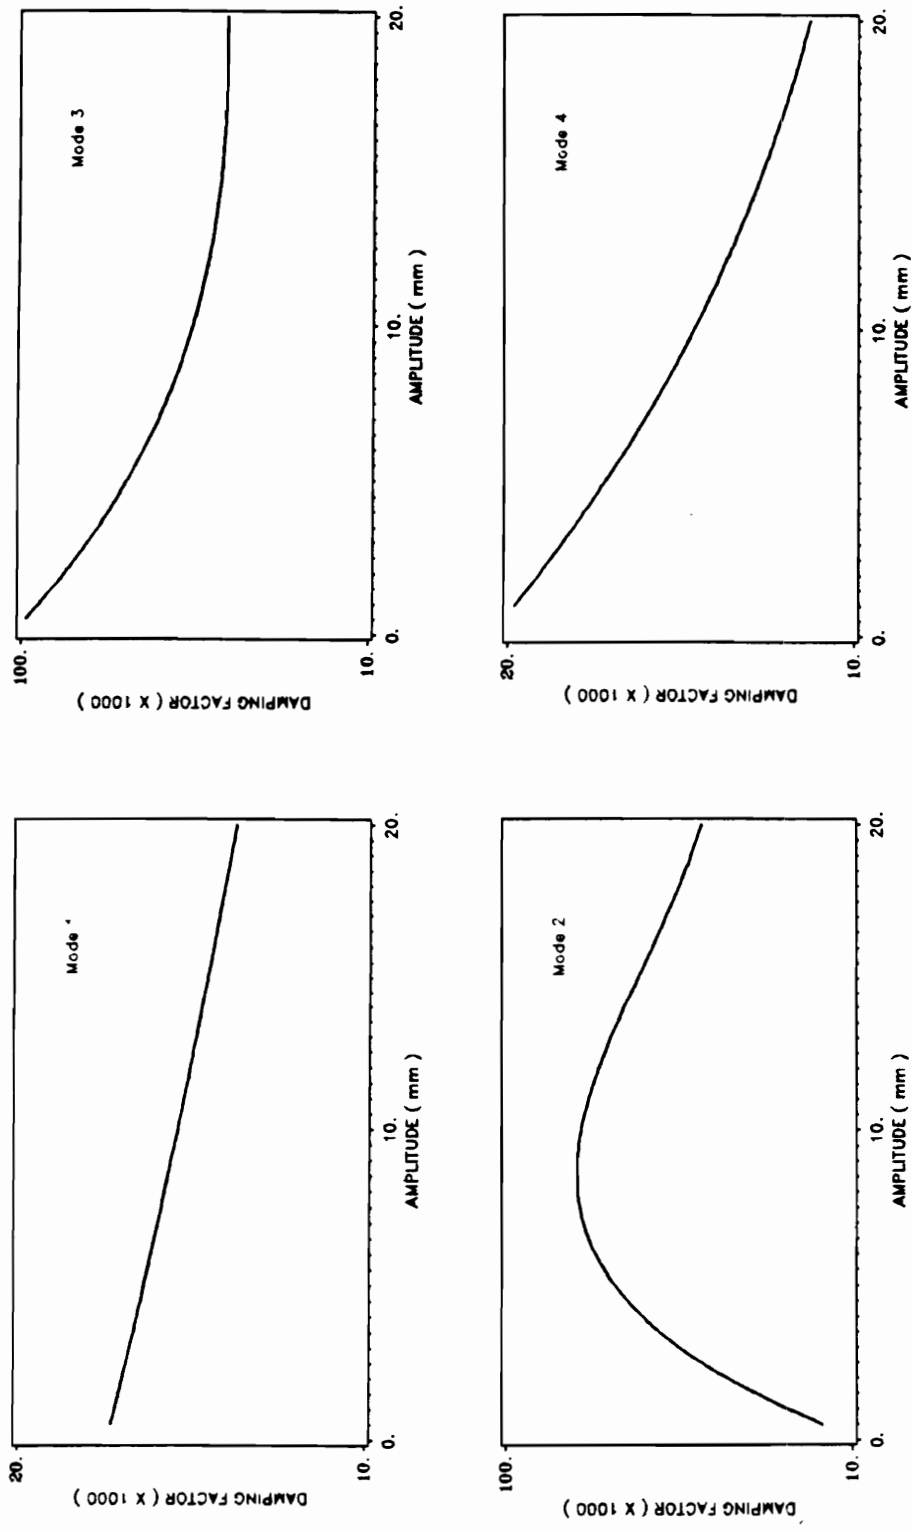 20.
DAMPING FACTOR ( X 1000 )
Mode 1
10.
0.
10.
20.
AMPLITUDE ( mm )
100.
DAMPING FACTOR ( X 1000 )
Mode 3
10.
0.
10.
20.
AMPLITUDE ( mm )
100.
DAMPING FACTOR ( X 1000 )
Mode 2
10.
0.
10.
20.
AMPLITUDE ( mm )
20.
DAMPING FACTOR ( X 1000 )
Mode 4
10.
0.
10.
20.
AMPLITUDE ( mm )